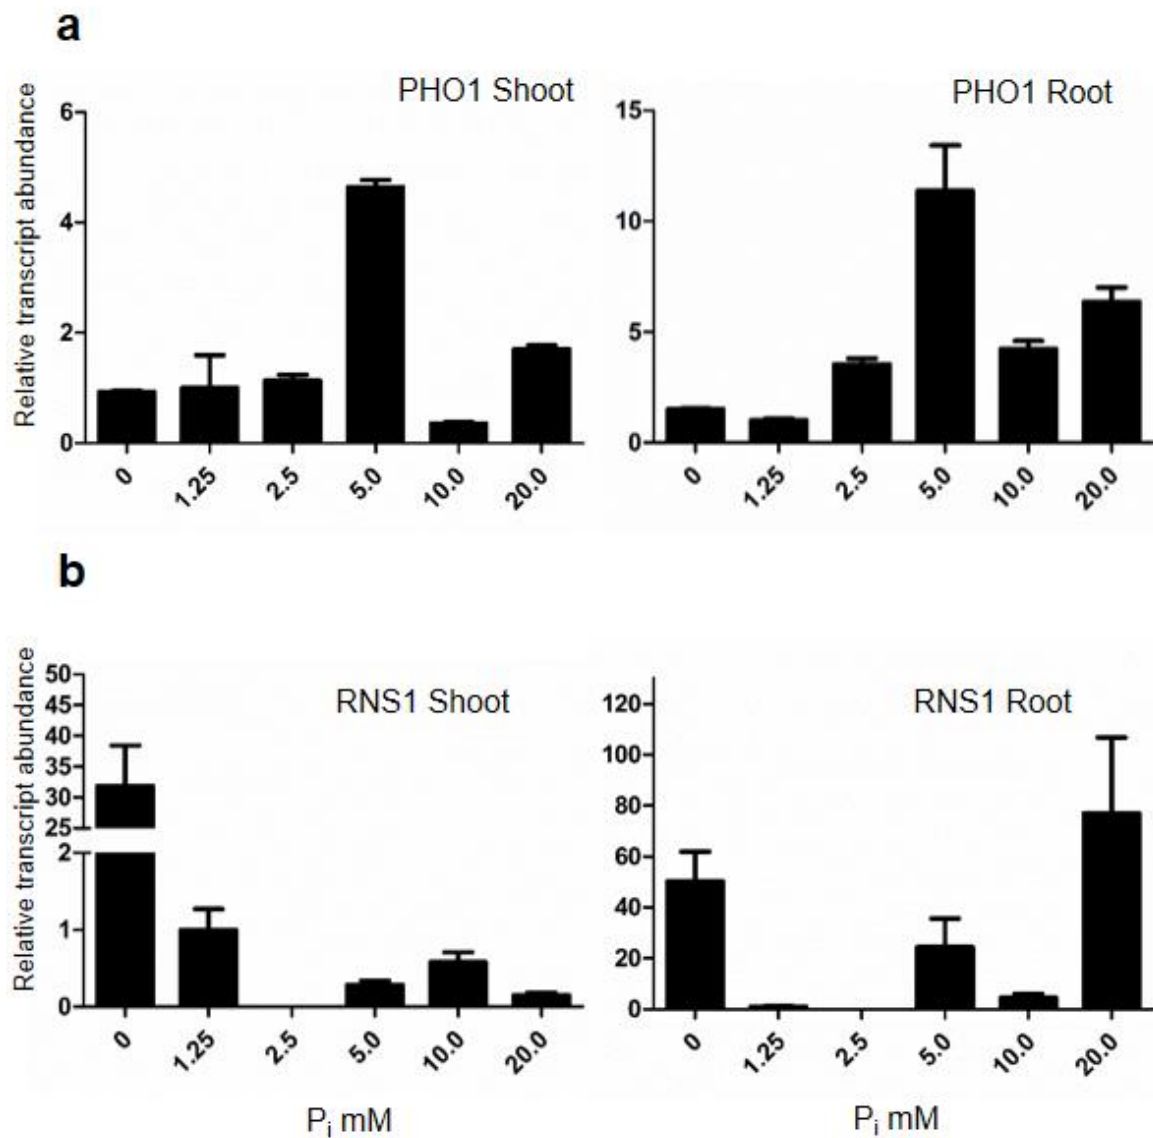 a
PHO1 Shoot
Relative transcript abundance
6
4
2
0
0 1.25 2.5 5.0 10.0 20.0
PHO1 Root
15
10
5
0
0 1.25 2.5 5.0 10.0 20.0
b
RNS1 Shoot
Relative transcript abundance
50
45
40
35
30
25
2
1
0
0 1.25 2.5 5.0 10.0 20.0
Pi mM
RNS1 Root
120
100
80
60
40
20
0
0 1.25 2.5 5.0 10.0 20.0
Pi mM